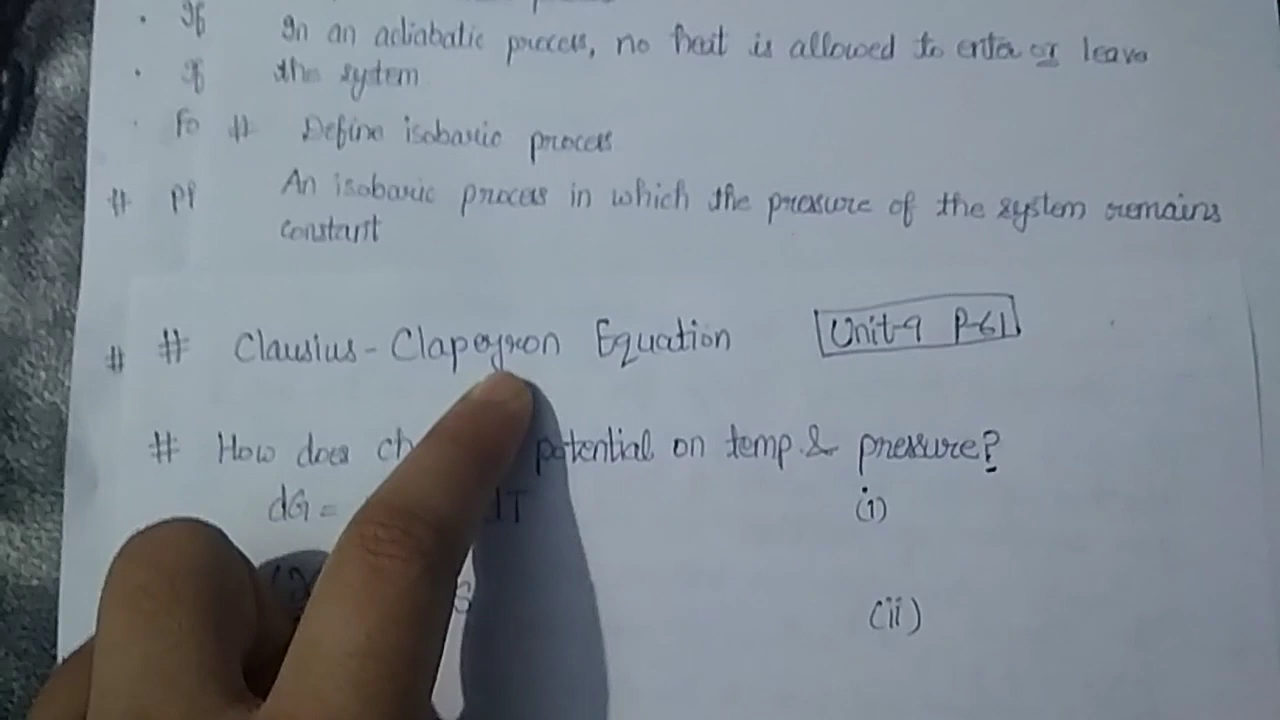 In an adiabatic process, no heat is allowed to enter or leave
the system
Fo # Define isobaric process
# An isobaric process in which the pressure of the system remains
constant
# # Clausius-Clapeyron Equation Unit-9 P-61
# How does ch potential on temp. & pressure?
dG = dT (i)
S (ii)